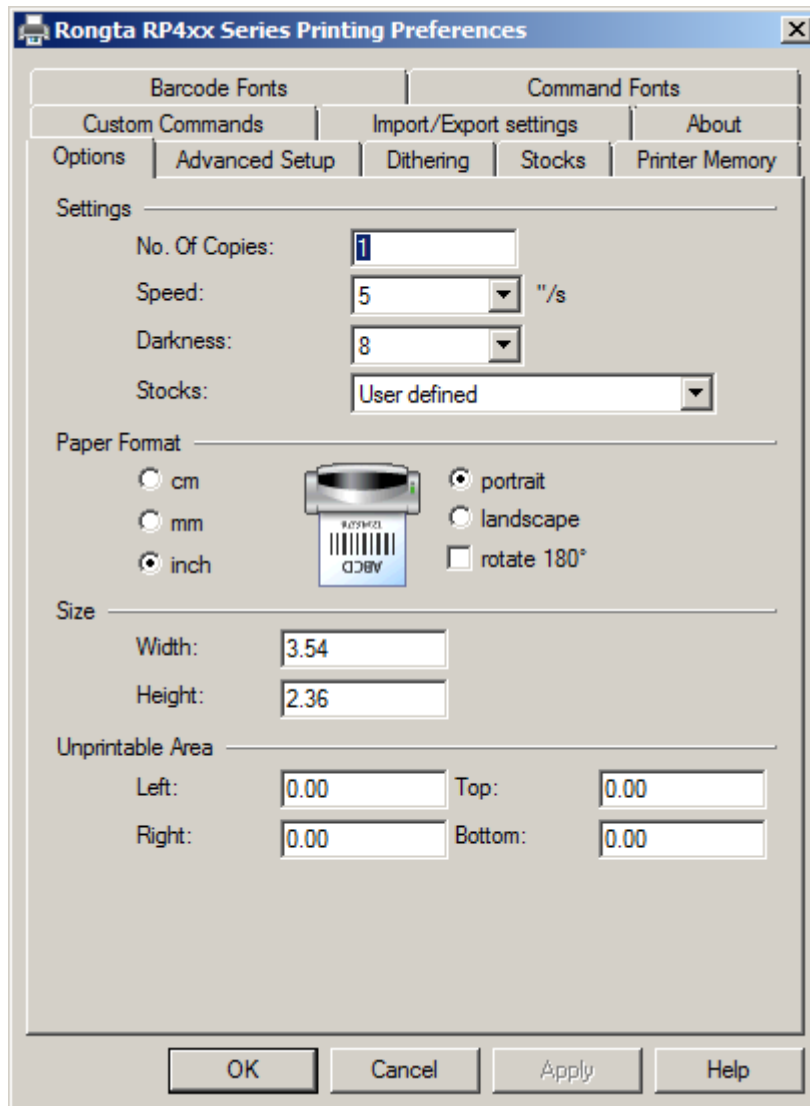 Rongta RP4xx Series Printing Preferences
Barcode Fonts Command Fonts
Custom Commands Import/Export settings About
Options Advanced Setup Dithering Stocks Printer Memory
Settings
No. Of Copies: 1
Speed: 5 "/s
Darkness: 8
Stocks: User defined
Paper Format
cm portrait
mm landscape
inch rotate 180°
12345678
ABCD
Size
Width: 3.54
Height: 2.36
Unprintable Area
Left: 0.00 Top: 0.00
Right: 0.00 Bottom: 0.00
OK Cancel Apply Help